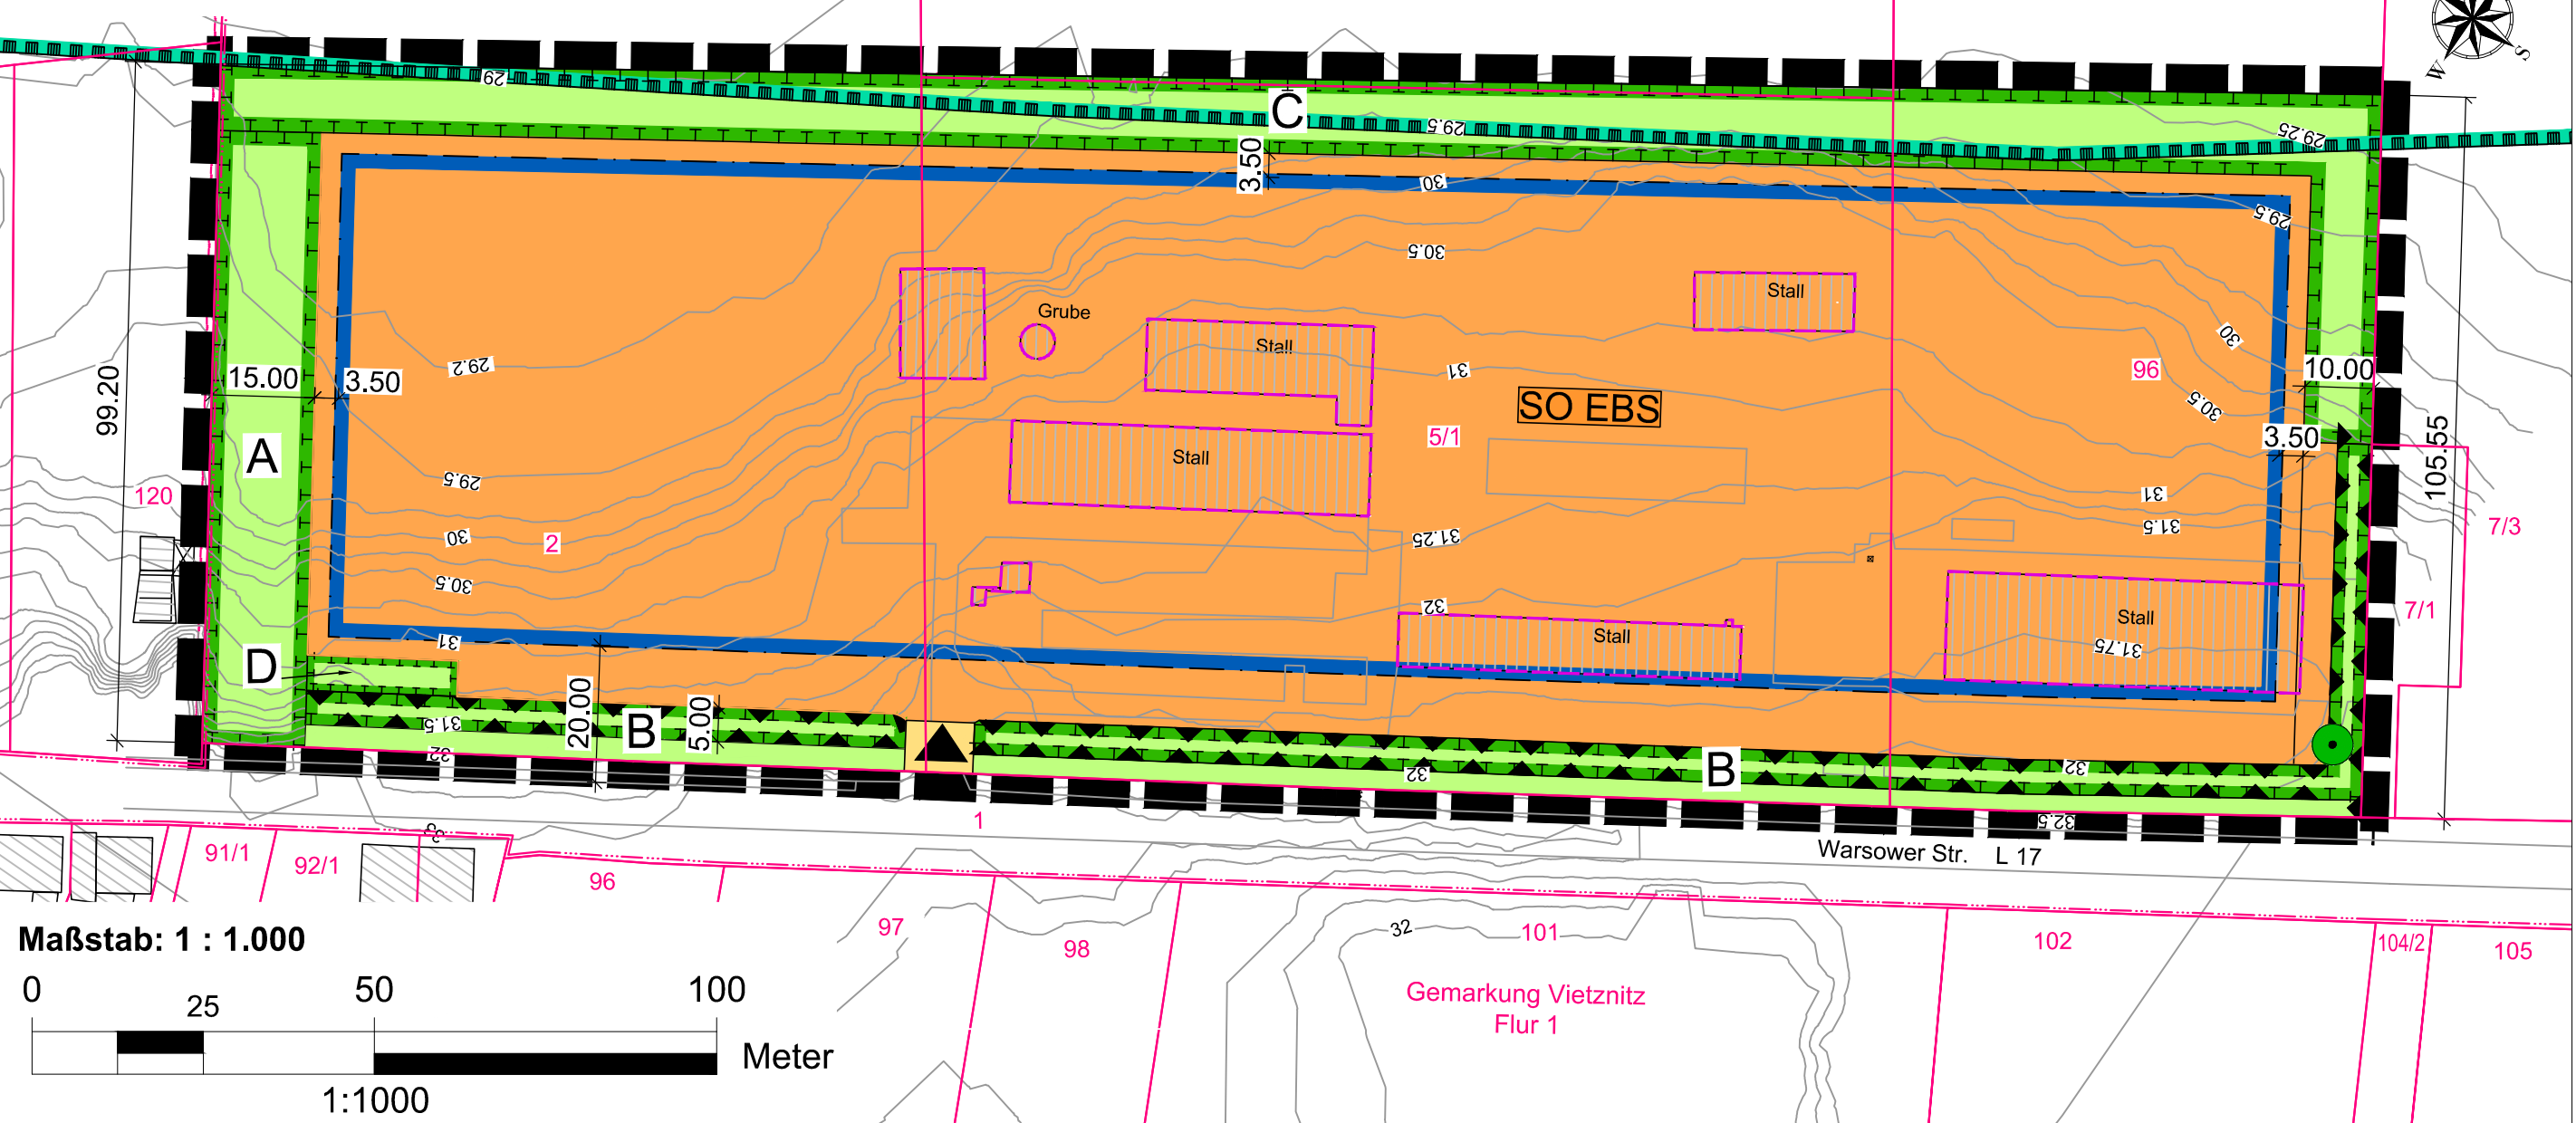 W
S
29
C
29.5
29.25
3.50
30
29.5
30.5
Grube
Stall
Stall
30
29.2
15.00
3.50
31
96
10.00
99.20
SO EBS
30.5
A
Stall
5/1
3.50
105.55
29.5
120
31
7/3
30
2
31.25
31.5
30.5
32
7/1
31
Stall
Stall
31.75
D
20.00
5.00
31.5
B
32
B
32
32
1
32.5
33
Warsower Str. L 17
91/1
92/1
96
97
98
32
101
102
104/2
105
Maßstab: 1 : 1.000
0
25
50
100
Meter
1:1000
Gemarkung Vietznitz
Flur 1